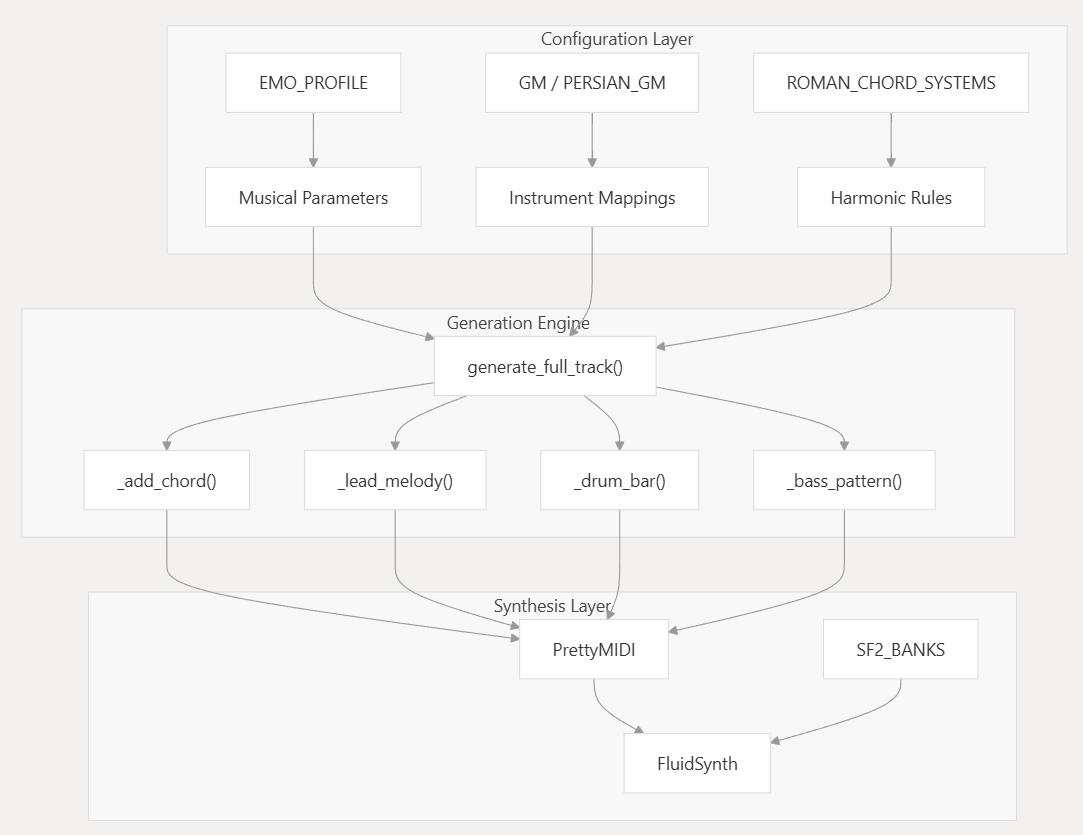 Configuration Layer
EMO_PROFILE
GM / PERSIAN_GM
ROMAN_CHORD_SYSTEMS
Musical Parameters
Instrument Mappings
Harmonic Rules
Generation Engine
generate_full_track()
_add_chord()
_lead_melody()
_drum_bar()
_bass_pattern()
Synthesis Layer
PrettyMIDI
SF2_BANKS
FluidSynth